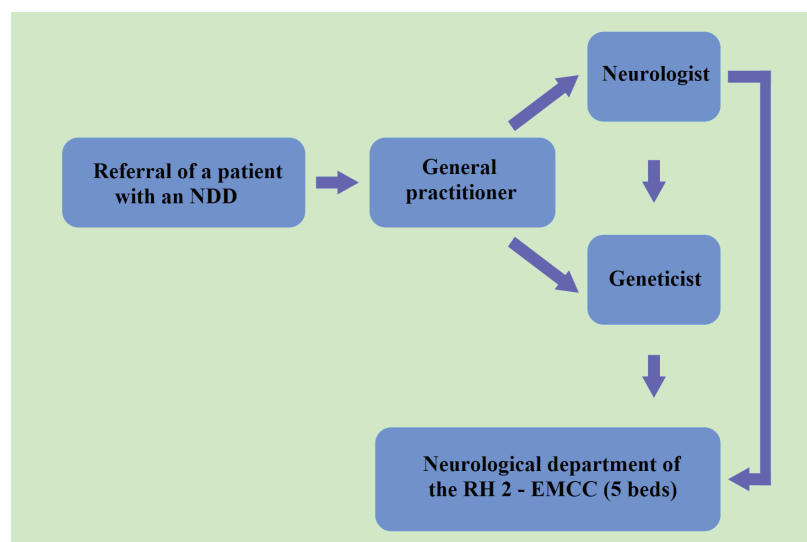 Referral of a patient
with an NDD
General
practitioner
Neurologist
Geneticist
Neurological department of
the RH 2 - EMCC (5 beds)